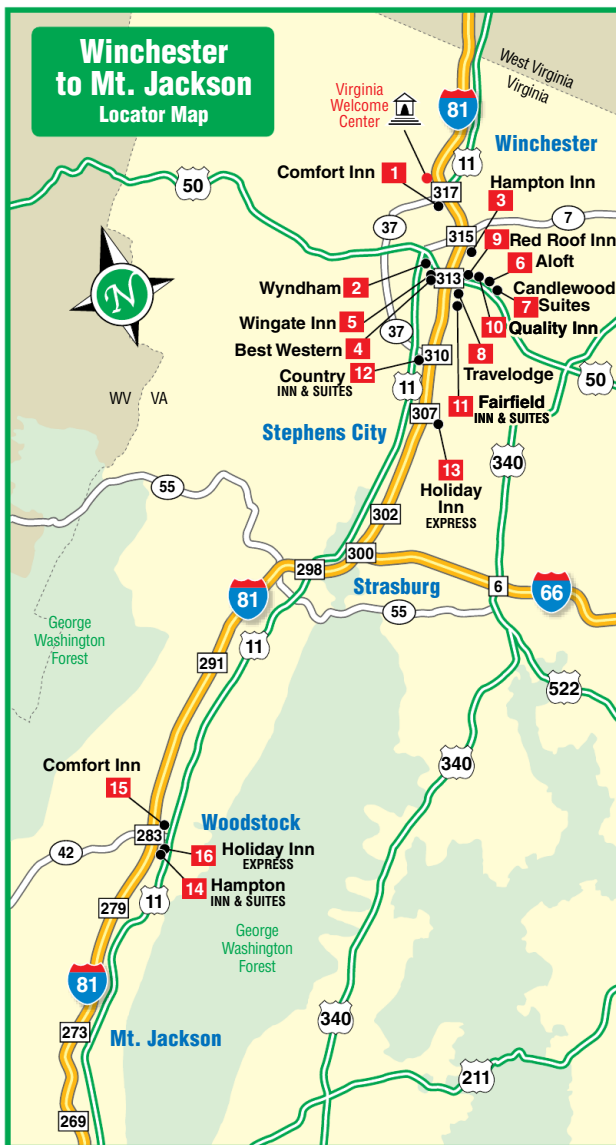 Winchester
to Mt. Jackson
Locator Map
West Virginia
Virginia
Virginia
Welcome
Center
81
11
Winchester
50
Comfort Inn 1
317
Hampton Inn
3
37
7
315
9 Red Roof Inn
6 Aloft
Wyndham 2
313
Candlewood
7 Suites
Wingate Inn 5
10 Quality Inn
37
Best Western 4
8
Travelodge
310
Country 12
INN & SUITES
11
50
WV VA
11 Fairfield
INN & SUITES
307
Stephens City
340
13
Holiday
Inn
EXPRESS
55
302
300
298
Strasburg
6
66
81
55
George
Washington
Forest
11
291
522
340
Comfort Inn
15
Woodstock
283
42
16 Holiday Inn
EXPRESS
14 Hampton
INN & SUITES
11
279
George
Washington
Forest
81
340
273
Mt. Jackson
211
269
N